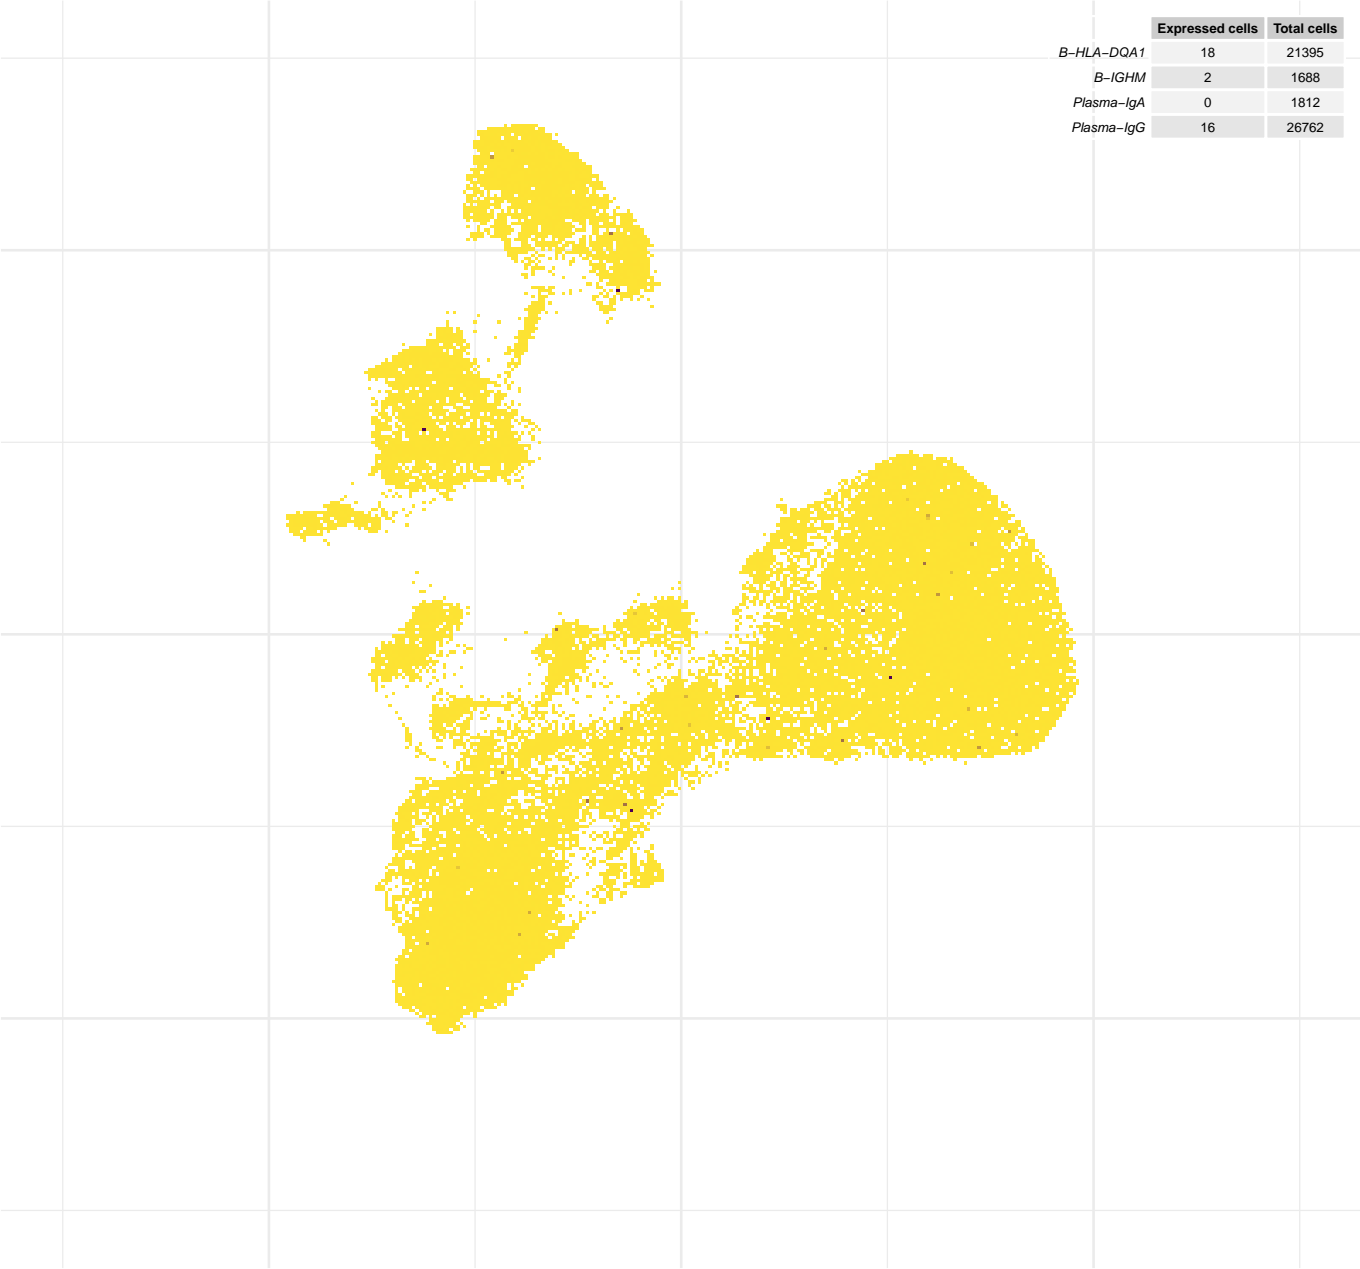 Expressed cells Total cells
B−HLA−DQA1 18 21395
B−IGHM 2 1688
Plasma−IgA 0 1812
Plasma−IgG 16 26762